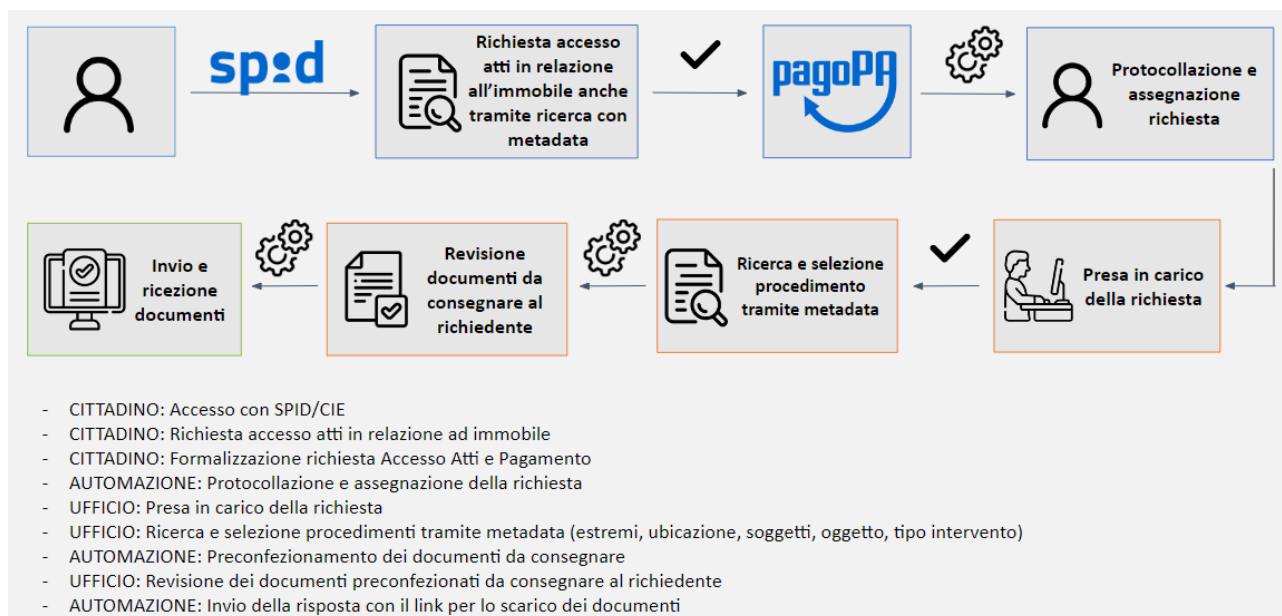 spid
Richiesta accesso
atti in relazione
all'immobile anche
tramite ricerca con
metadata
pagoPA
Protocollazione e
assegnazione
richiesta
Invio e
ricezione
documenti
Revisione
documenti da
consegnare al
richiedente
Ricerca e selezione
procedimento
tramite metadata
Presa in carico
della richiesta
- CITTADINO: Accesso con SPID/CIE
- CITTADINO: Richiesta accesso atti in relazione ad immobile
- CITTADINO: Formalizzazione richiesta Accesso Atti e Pagamento
- AUTOMAZIONE: Protocollazione e assegnazione della richiesta
- UFFICIO: Presa in carico della richiesta
- UFFICIO: Ricerca e selezione procedimenti tramite metadata (estremi, ubicazione, soggetti, oggetto, tipo intervento)
- AUTOMAZIONE: Preconfezionamento dei documenti da consegnare
- UFFICIO: Revisione dei documenti preconfezionati da consegnare al richiedente
- AUTOMAZIONE: Invio della risposta con il link per lo scarico dei documenti